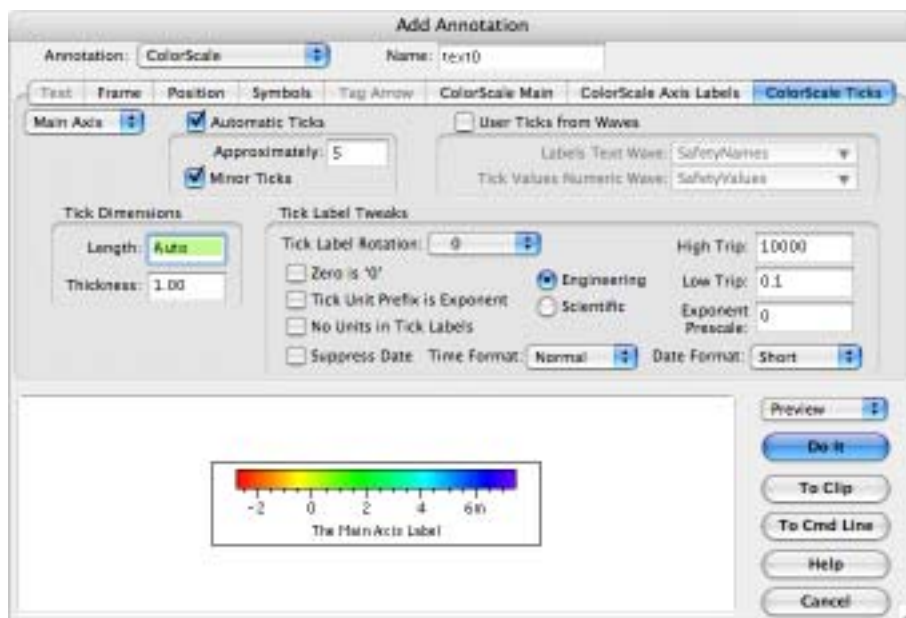 Add Annotation
Annotation: ColorScale Name: text0
Text Frame Position Symbols Tag Arrow ColorScale Main ColorScale Axis Labels ColorScale Ticks
Main Axis Automatic Ticks User Ticks from Waves
Approximately: 5 Labels Text Wave: SafetyNames
Minor Ticks Tick Values Numeric Wave: SafetyValues
Tick Dimensions Tick Label Tweaks
Length: Auto Tick Label Rotation: 0 High Trip: 10000
Zero is '0' Engineering Low Trip: 0.1
Thickness: 1.00 Tick Unit Prefix is Exponent Scientific Exponent Prescale: 0
No Units in Tick Labels
Suppress Date Time Format: Normal Date Format: Short
Preview
Do It
-2 0 2 4 6m
The Main Axis Label
To Clip
To Cmd Line
Help
Cancel